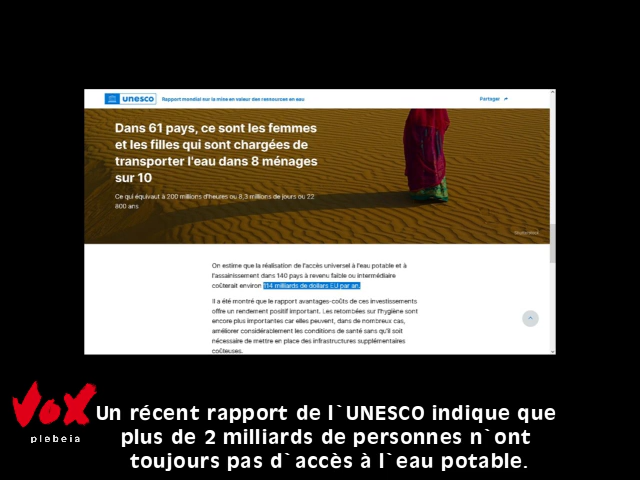 unesco
Rapport mondial sur la mise en valeur des ressources en eau
Partager
Dans 61 pays, ce sont les femmes
et les filles qui sont chargées de
transporter l'eau dans 8 ménages
sur 10
Ce qui équivaut à 200 millions d'heures ou 8,3 millions de jours ou 22
800 ans
On estime que la réalisation de l'accès universel à l'eau potable et à
l'assainissement dans 140 pays à revenu faible ou intermédiaire
coûterait environ 114 milliards de dollars EU par an.
Il a été montré que le rapport avantages-coûts de ces investissements
offre un rendement positif important. Les retombées sur l'hygiène sont
encore plus importantes car elles peuvent, dans de nombreux cas,
améliorer considérablement les conditions de santé sans qu'il soit
nécessaire de mettre en place des infrastructures supplémentaires
coûteuses.
VOX
plebeia
Un récent rapport de l`UNESCO indique que
plus de 2 milliards de personnes n`ont
toujours pas d`accès à l`eau potable.